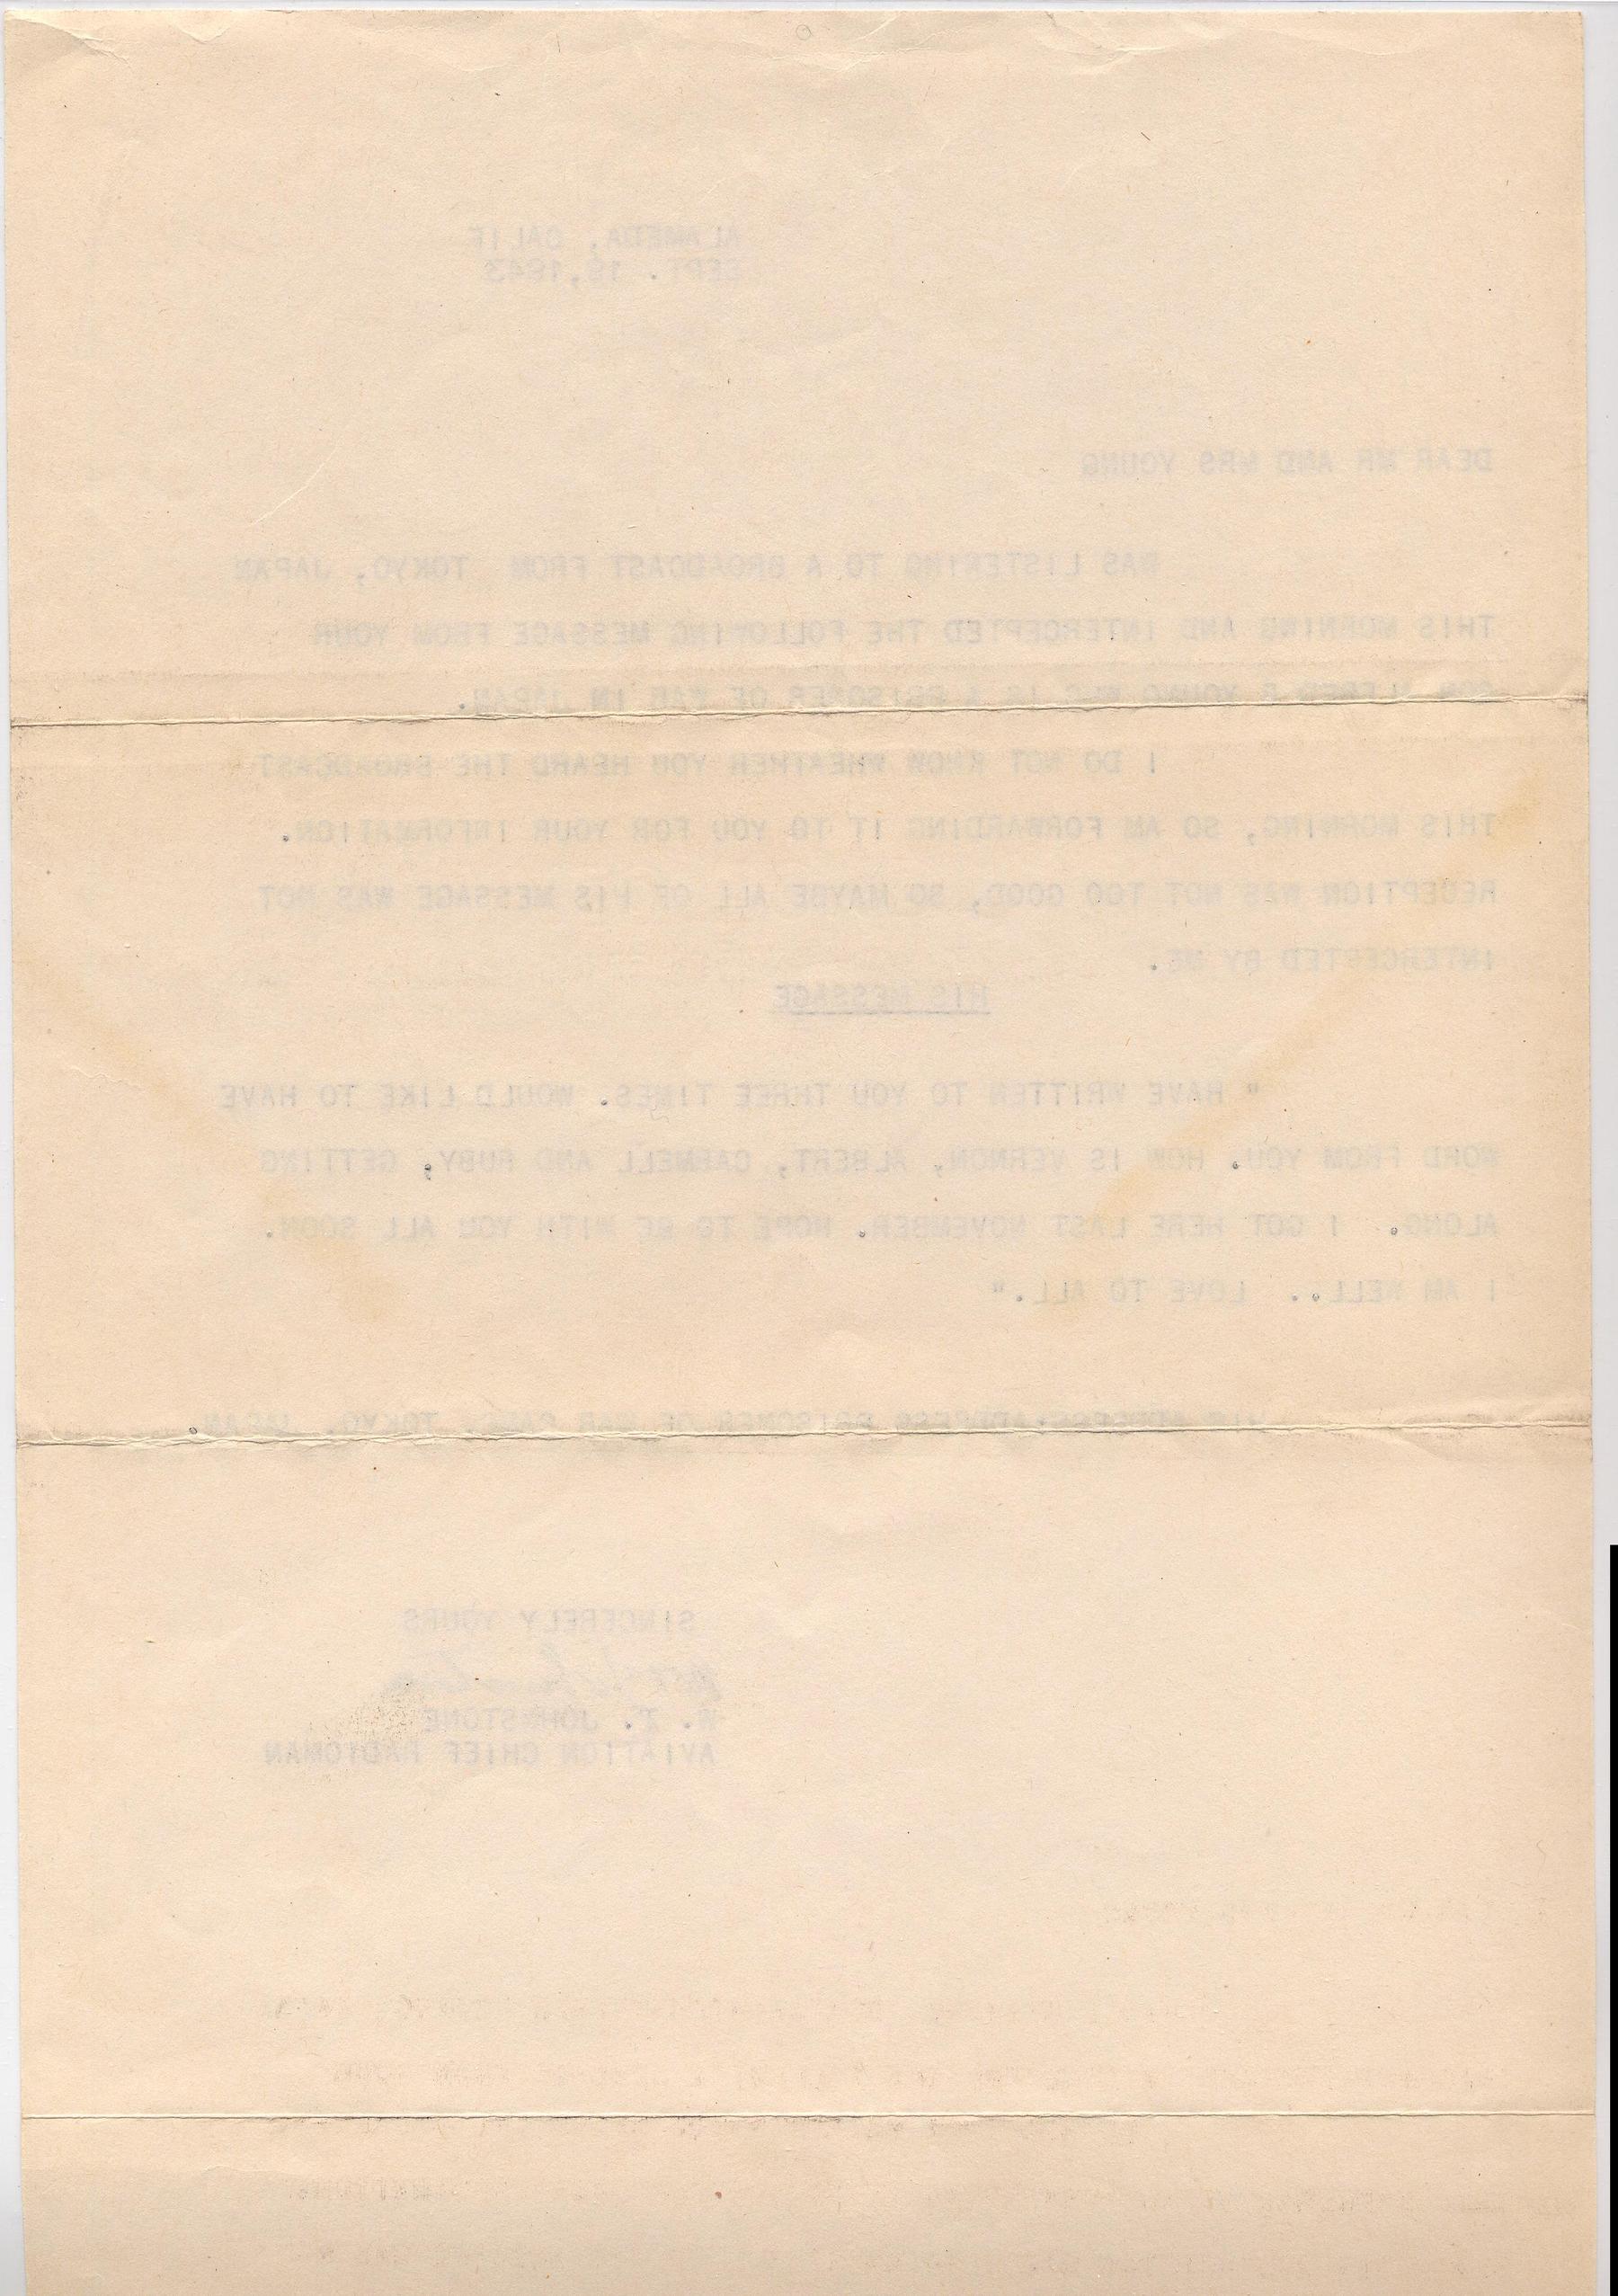 ALAMEDA, CALIF
SEPT. 19,1943
DEAR MR AND MRS YOUNG
WAS LISTENING TO A BROADCAST FROM TOKYO, JAPAN
THIS MORNING AND INTERCEPTED THE FOLLOWING MESSAGE FROM YOUR
SON ALFRED R YOUNG WHO IS A PRISONER OF WAR IN JAPAN.
I DO NOT KNOW WHEATHER YOU HEARD THE BROADCAST
THIS MORNING, SO AM FORWARDING IT TO YOU FOR YOUR INFORMATION.
RECEPTION WAS NOT TOO GOOD, SO MAYBE ALL OF HIS MESSAGE WAS NOT
INTERCEPTED BY ME.
HIS MESSAGE
" HAVE WRITTEN TO YOU THREE TIMES. WOULD LIKE TO HAVE
WORD FROM YOU. HOW IS VERNON, ALBERT, CARMELL AND RUBY, GETTING
ALONG. I GOT HERE LAST NOVEMBER. HOPE TO BE WITH YOU ALL SOON.
I AM WELL.. LOVE TO ALL."
HIS ADDRESS PRISONER OF WAR CAMP, TOKYO, JAPAN.
SINCERELY YOURS
W. T. JOHNSTONE
AVIATION CHIEF RADIOMAN